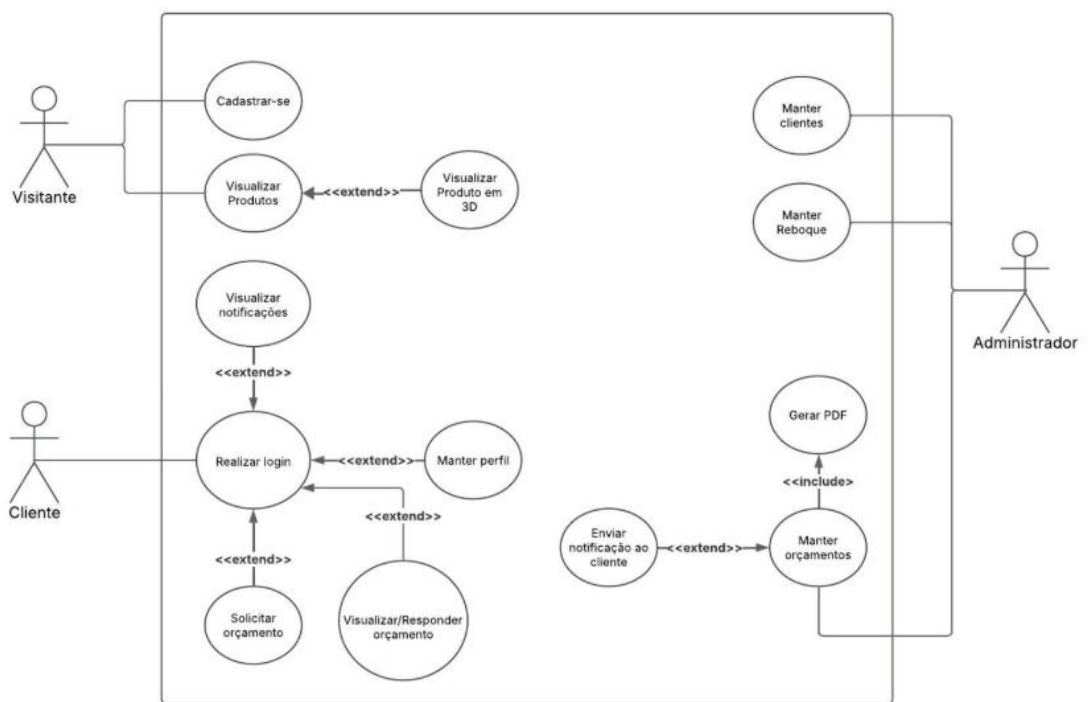 Cadastrar-se
Visitante
Visualizar
Produtos
<<extend>>
Visualizar
Produto em
3D
Manter
clientes
Manter
Reboque
Administrador
Visualizar
notificações
<<extend>>
Cliente
Realizar login
<<extend>>
Manter perfil
<<extend>>
<<extend>>
Solicitar
orçamento
Visualizar/Responder
orçamento
Gerar PDF
<<include>
Enviar
notificação ao
cliente
<<extend>>
Manter
orçamentos